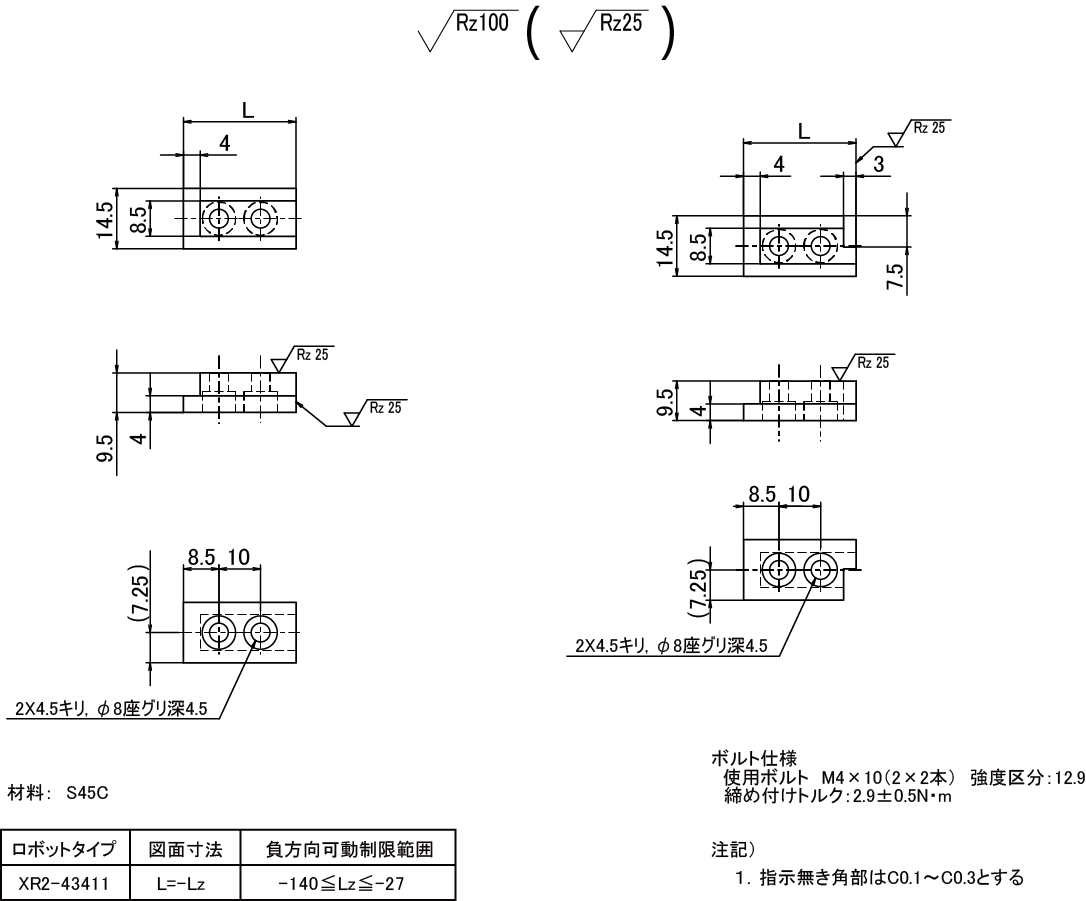 Rz100 ( Rz25 )
L
4
14.5
8.5
Rz 25
Rz 25
9.5
4
8.5 10
(7.25)
2X4.5キリ, φ8座グリ深4.5
L
Rz 25
4
3
14.5
8.5
7.5
Rz 25
9.5
4
8.5 10
(7.25)
2X4.5キリ, φ8座グリ深4.5
材料: S45C
ロボットタイプ 図面寸法 負方向可動制限範囲
XR2-43411 L=-Lz -140≦Lz≦-27
ボルト仕様
使用ボルト M4×10(2×2本) 強度区分:12.9
締め付けトルク:2.9±0.5N・m
注記)
1. 指示無き角部はC0.1～C0.3とする